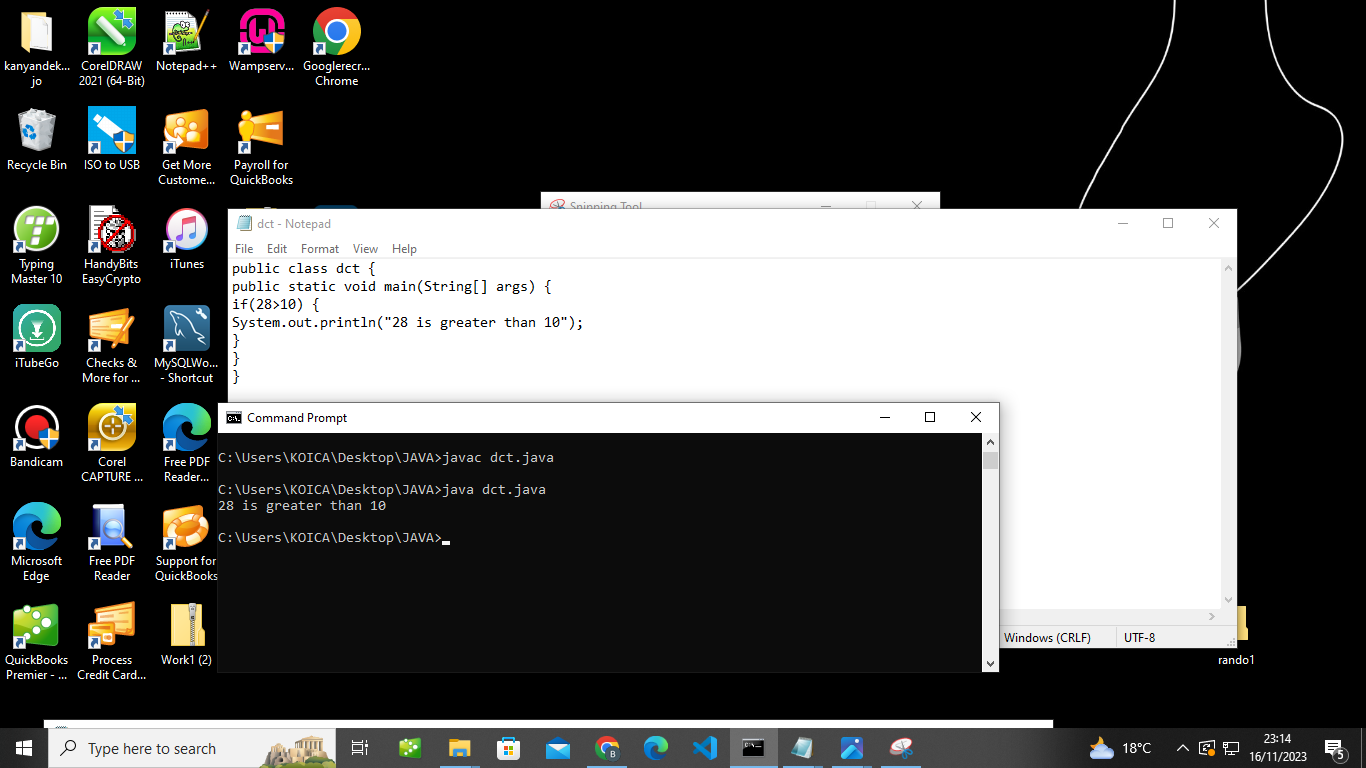 kanyandek... jo
CorelDRAW 2021 (64-Bit)
Notepad++
Wampserv...
Googlerecr... Chrome
Recycle Bin
ISO to USB
Get More Custome...
Payroll for QuickBooks
Typing Master 10
HandyBits EasyCrypto
iTunes
iTubeGo
Checks & More for ...
MySQLWo... - Shortcut
Bandicam
Corel CAPTURE ...
Free PDF Reader...
Microsoft Edge
Free PDF Reader
Support for QuickBooks
QuickBooks Premier - ...
Process Credit Card...
Work1 (2)
rando1
Snipping Tool
dct - Notepad
File Edit Format View Help
public class dct {
public static void main(String[] args) {
if(28>10) {
System.out.println("28 is greater than 10");
}
}
}
Windows (CRLF) UTF-8
Command Prompt
C:\Users\KOICA\Desktop\JAVA>javac dct.java
C:\Users\KOICA\Desktop\JAVA>java dct.java
28 is greater than 10
C:\Users\KOICA\Desktop\JAVA>
Type here to search
18°C
23:14
16/11/2023
5